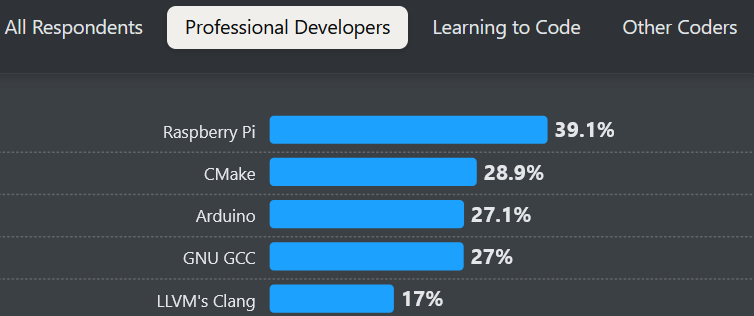 All Respondents Professional Developers Learning to Code Other Coders
Raspberry Pi 39.1%
CMake 28.9%
Arduino 27.1%
GNU GCC 27%
LLVM's Clang 17%